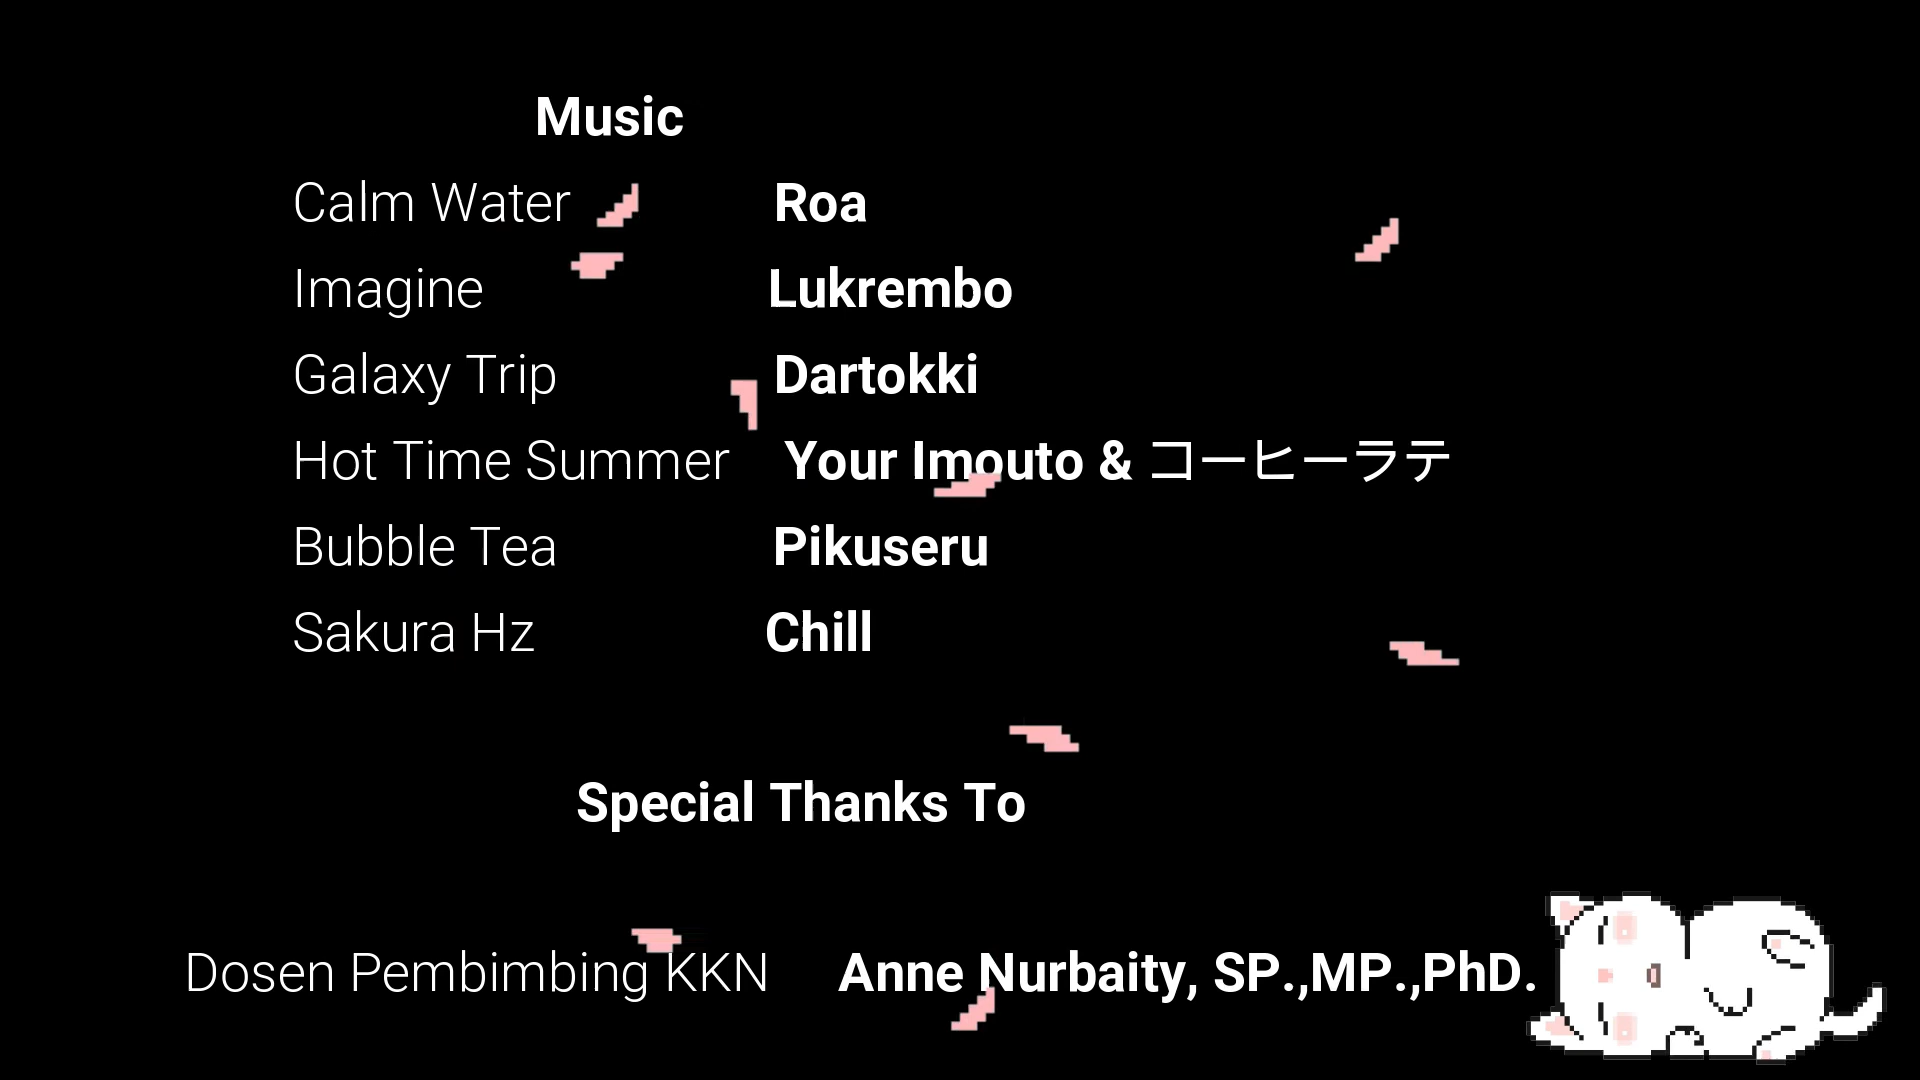 Music
Calm Water Roa
Imagine Lukrembo
Galaxy Trip Dartokki
Hot Time Summer Your Imouto & コーヒーラテ
Bubble Tea Pikuseru
Sakura Hz Chill
Special Thanks To
Dosen Pembimbing KKN Anne Nurbaity, SP.,MP.,PhD.